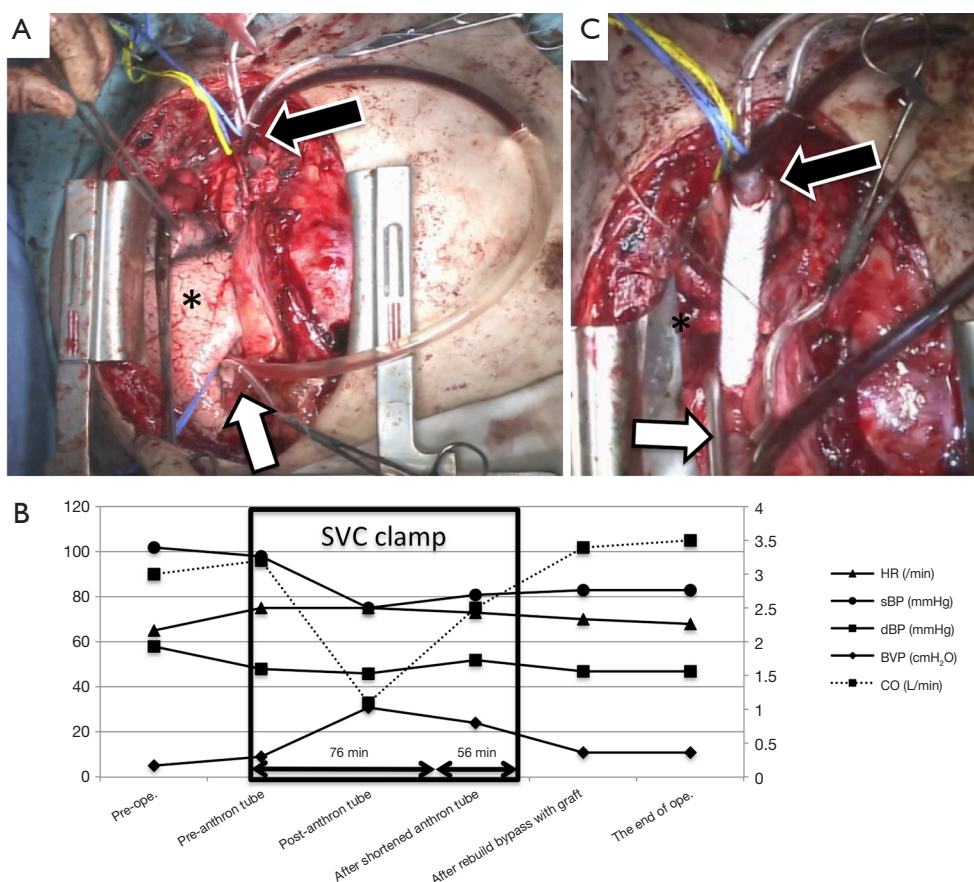 A
C
*
*
B
120
100
80
60
40
20
0
4
3.5
3
2.5
2
1.5
1
0.5
0
SVC clamp
76 min
56 min
Pre-ope.
Pre-anthron tube
Post-anthron tube
After shortened anthron tube
After rebuild bypass with graft
The end of ope.
HR (/min)
sBP (mmHg)
dBP (mmHg)
BVP (cmH₂O)
CO (L/min)